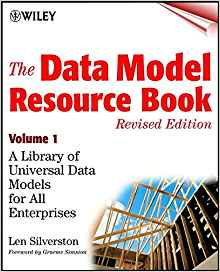 WILEY
The Data Model
Resource Book
Revised Edition
Volume 1
A Library of
Universal Data
Models
for All
Enterprises
Len Silverston
Foreword by Graeme Simsion